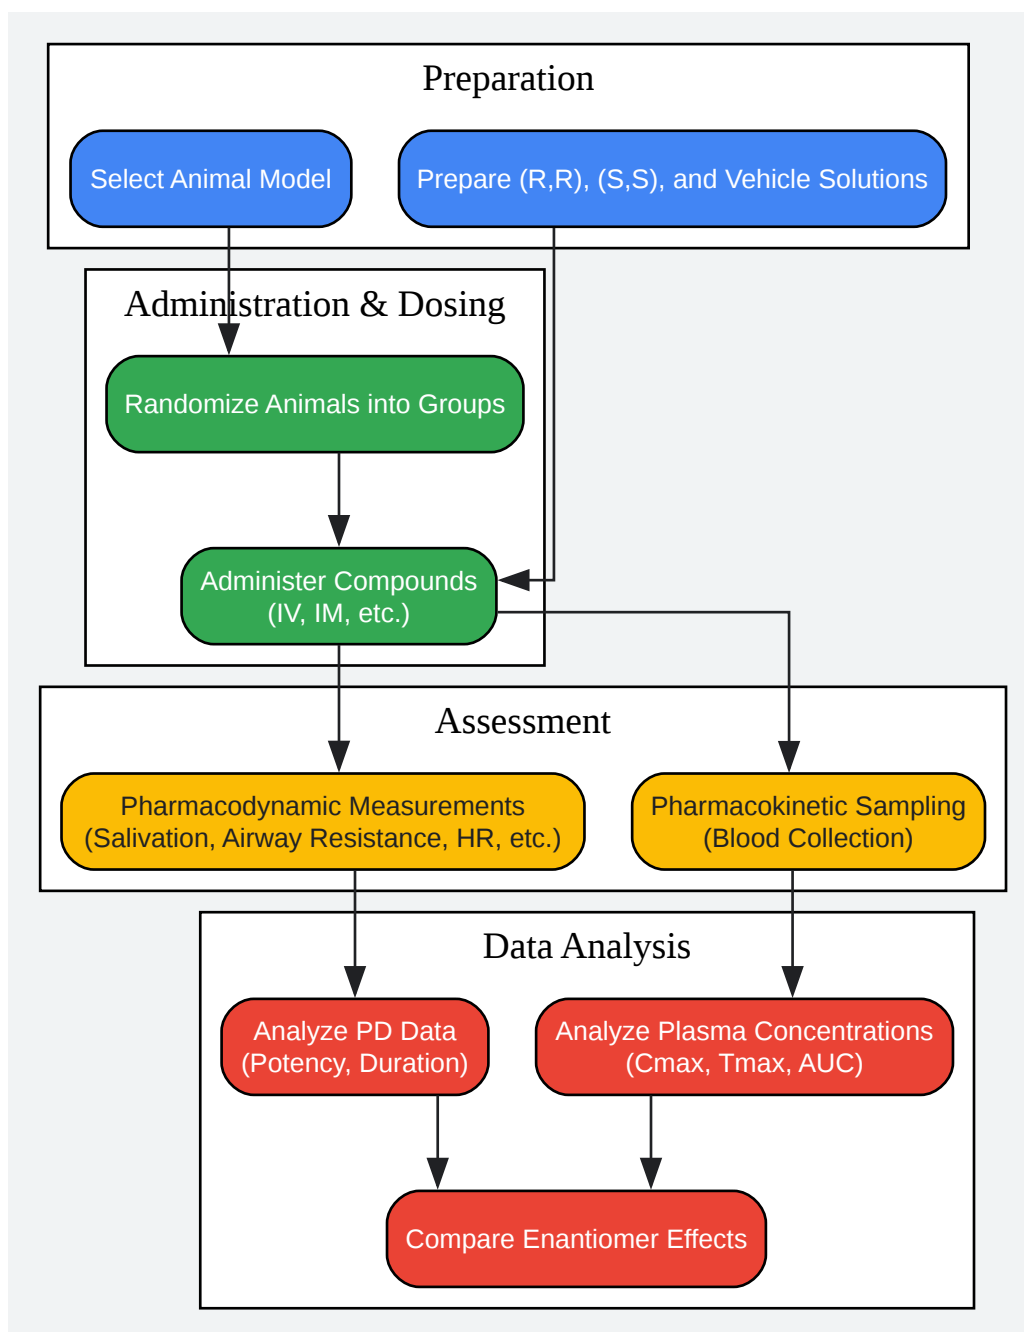 Preparation
Select Animal Model
Prepare (R,R), (S,S), and Vehicle Solutions
Administration & Dosing
Randomize Animals into Groups
Administer Compounds
(IV, IM, etc.)
Assessment
Pharmacodynamic Measurements
(Salivation, Airway Resistance, HR, etc.)
Pharmacokinetic Sampling
(Blood Collection)
Data Analysis
Analyze PD Data
(Potency, Duration)
Analyze Plasma Concentrations
(Cmax, Tmax, AUC)
Compare Enantiomer Effects